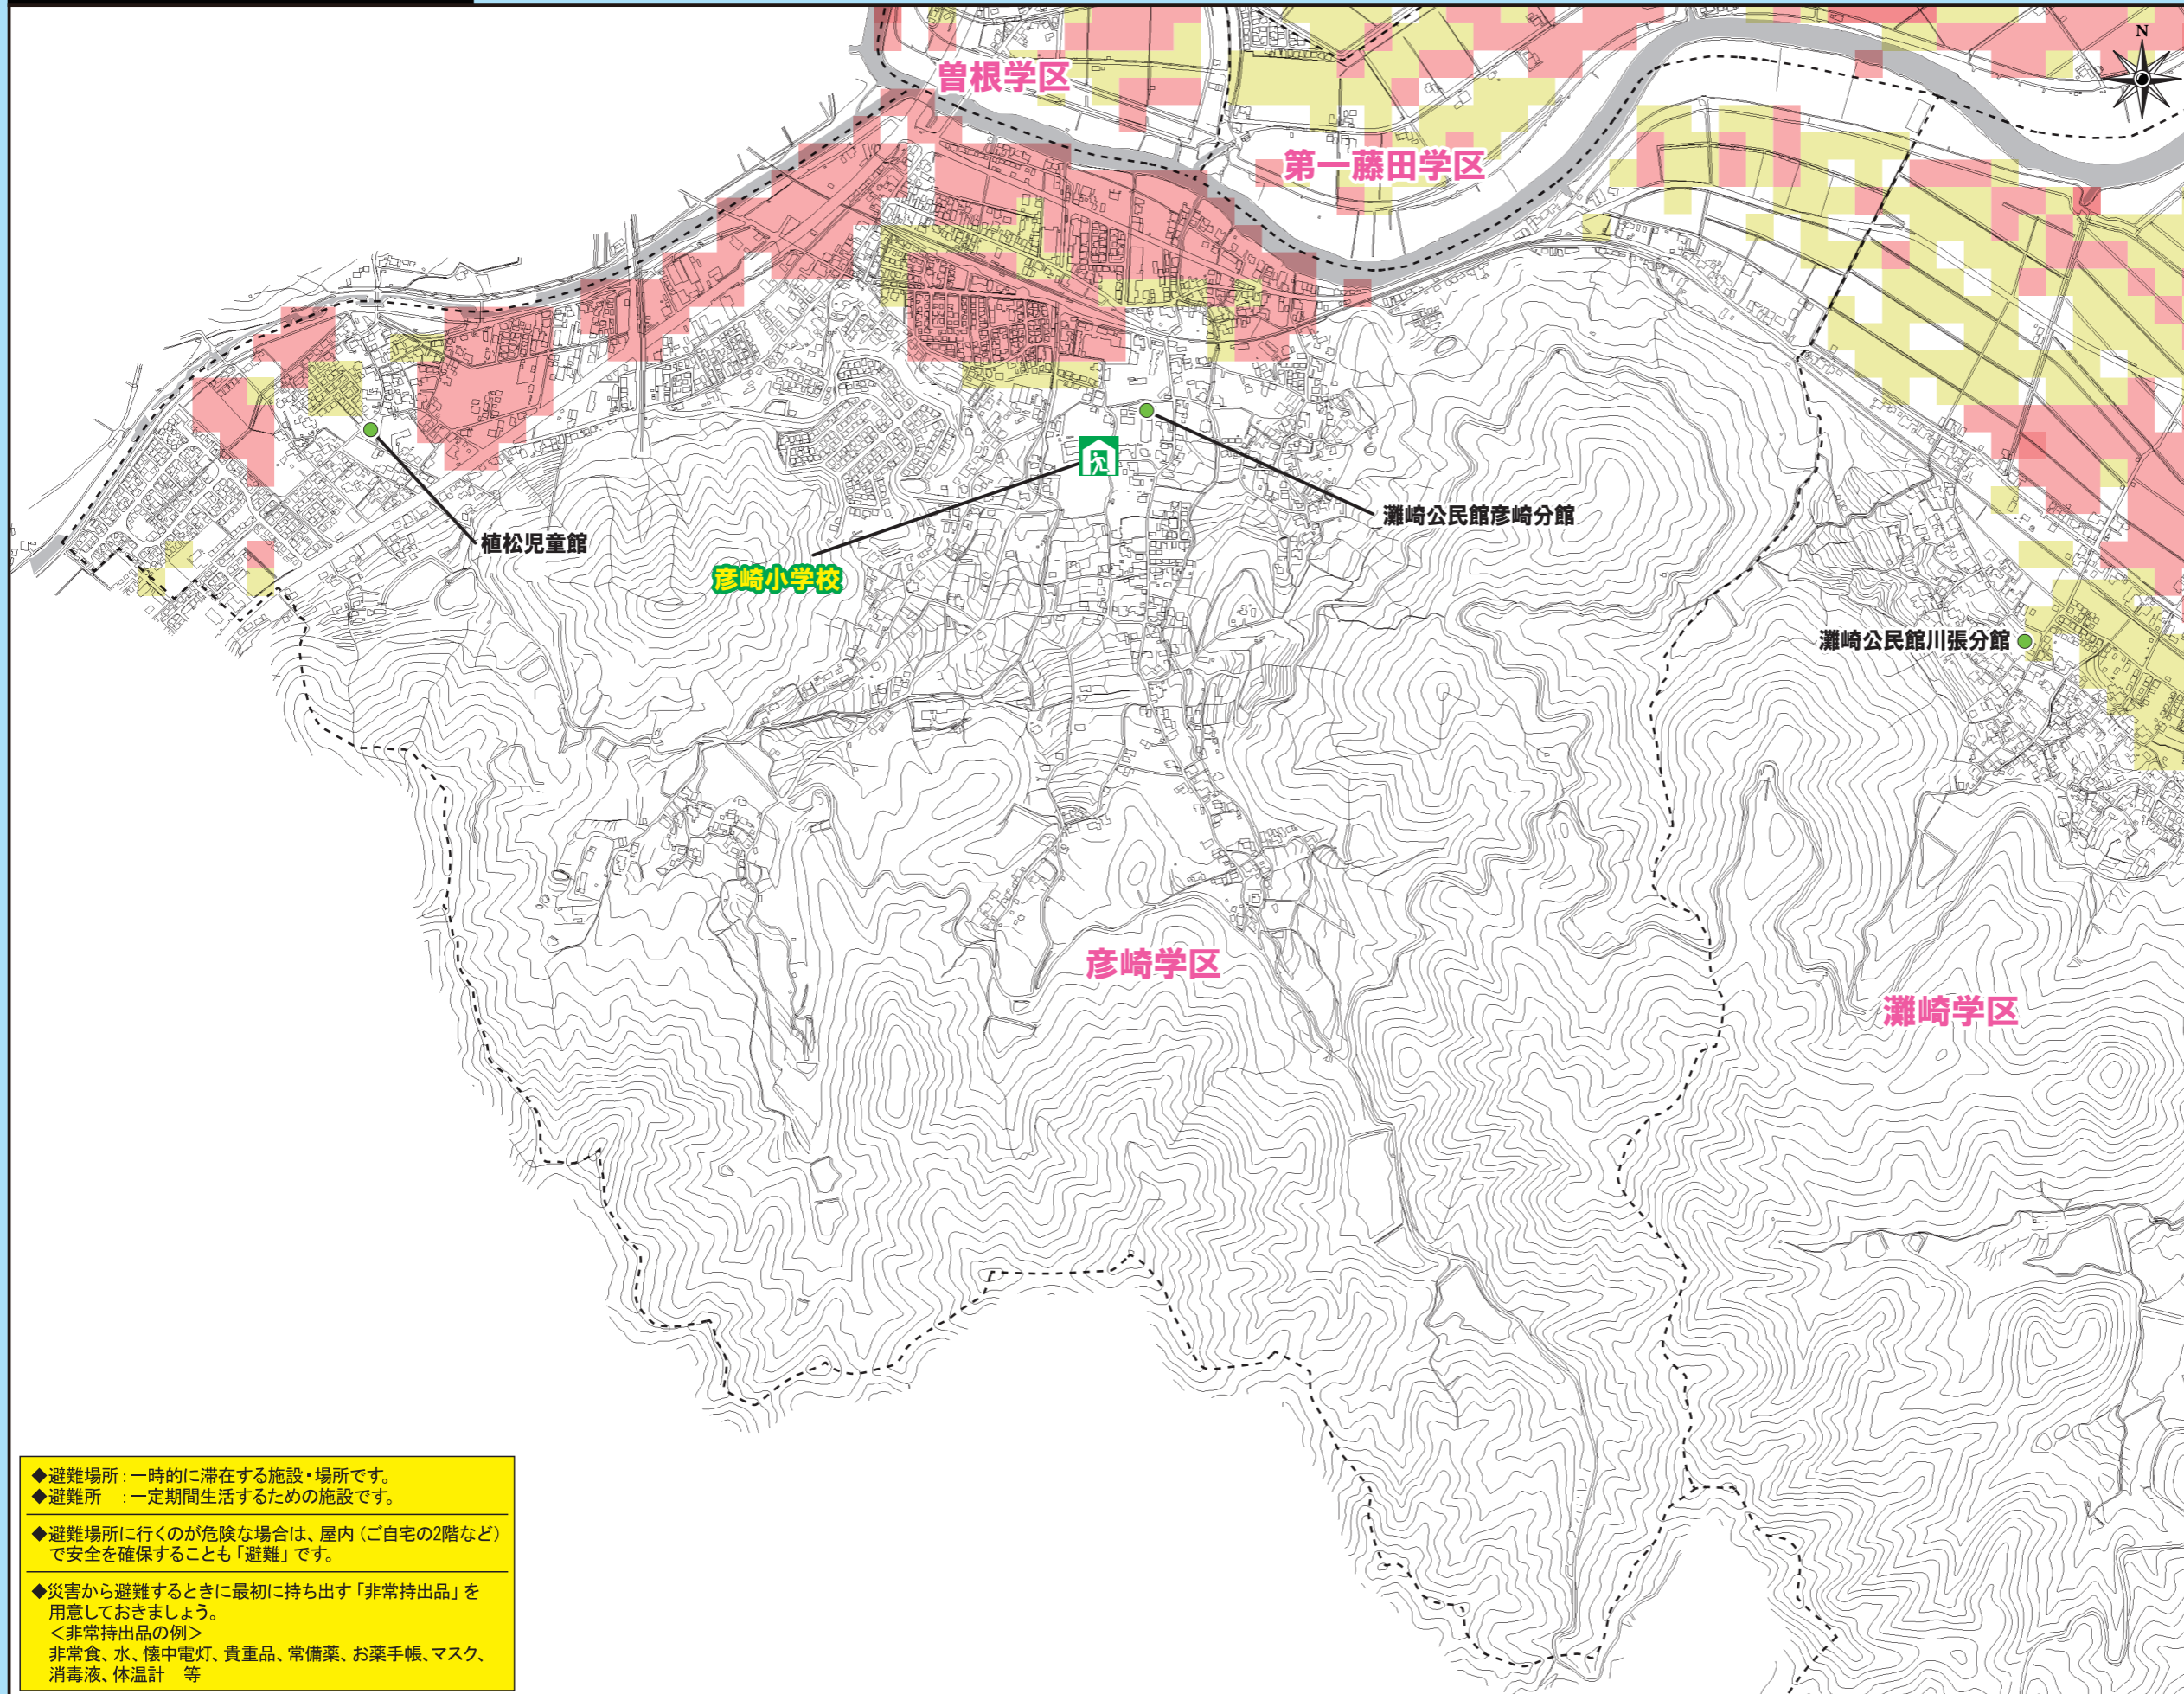 N
曽根学区
第一藤田学区
灘崎公民館彦崎分館
植松児童館
彦崎小学校
灘崎公民館川張分館
彦崎学区
灘崎学区
◆避難場所：一時的に滞在する施設・場所です。
◆避難所　：一定期間生活するための施設です。
◆避難場所に行くのが危険な場合は、屋内（ご自宅の2階など）
で安全を確保することも「避難」です。
◆災害から避難するときに最初に持ち出す「非常持出品」を
用意しておきましょう。
＜非常持出品の例＞
非常食、水、懐中電灯、貴重品、常備薬、お薬手帳、マスク、
消毒液、体温計　等